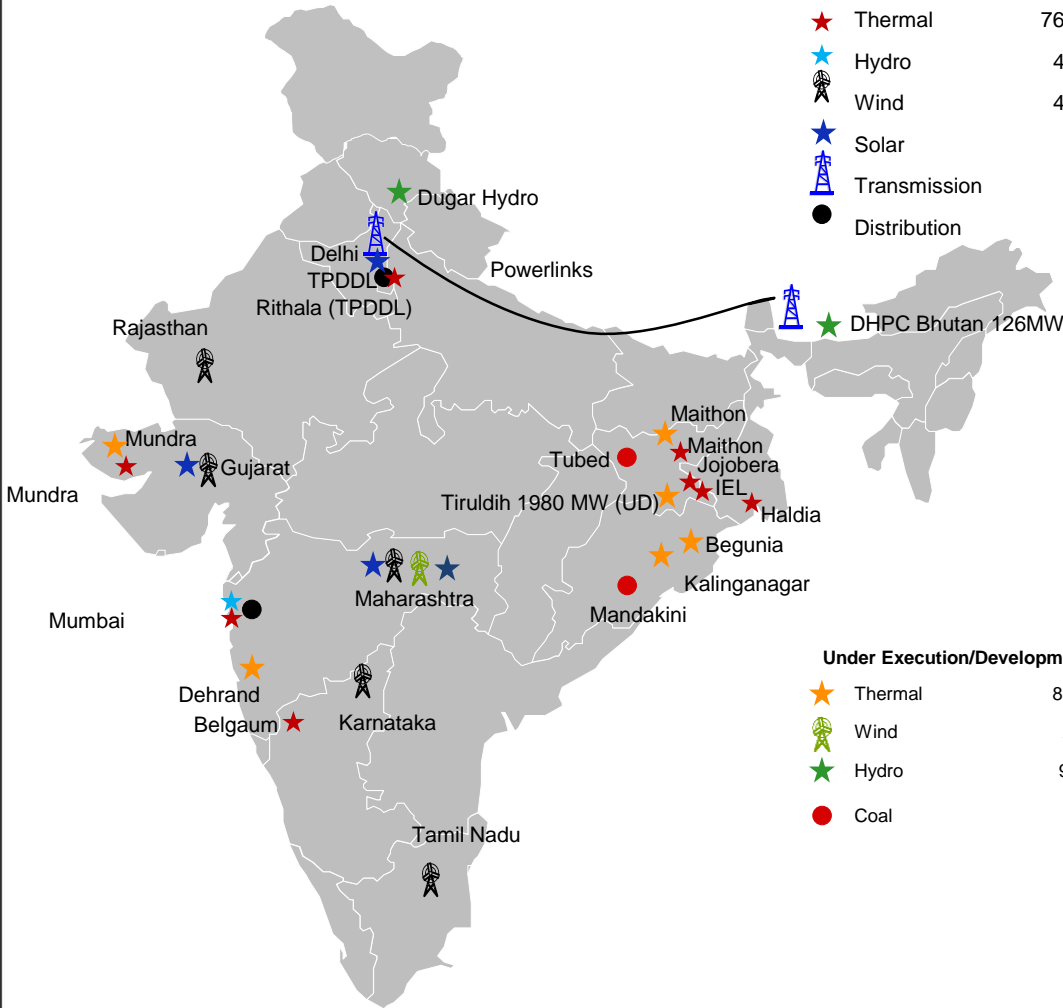 Thermal 76
Hydro 4
Wind 4
Solar
Transmission
Distribution
Dugar Hydro
Delhi
TPDDL
Rithala (TPDDL)
Powerlinks
DHPC Bhutan 126MW
Rajasthan
Mundra
Gujarat
Mundra
Maithon
Maithon
Tubed
Jojobera
IEL
Tiruldih 1980 MW (UD)
Haldia
Begunia
Kalinganagar
Mandakini
Maharashtra
Mumbai
Dehrand
Belgaum
Karnataka
Tamil Nadu
Under Execution/Developm
Thermal 8
Wind
Hydro 9
Coal